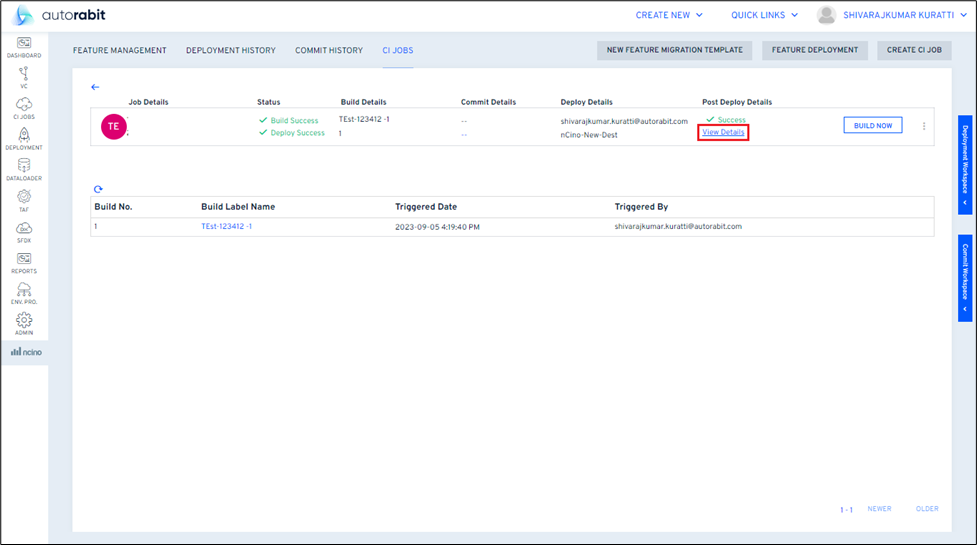 autorabit
CREATE NEW
QUICK LINKS
SHIVARAJKUMAR KURATTI
DASHBOARD
VC
CI JOBS
DEPLOYMENT
DATALOADER
TAF
SFDX
REPORTS
ENV. PRO.
ADMIN
ncino
FEATURE MANAGEMENT
DEPLOYMENT HISTORY
COMMIT HISTORY
CI JOBS
NEW FEATURE MIGRATION TEMPLATE
FEATURE DEPLOYMENT
CREATE CI JOB
Job Details
Status
Build Details
Commit Details
Deploy Details
Post Deploy Details
TE
Build Success
Deploy Success
TEst-123412 -1
1
--
--
shivarajkumar.kuratti@autorabit.com
nCino-New-Dest
Success
View Details
BUILD NOW
Build No.
Build Label Name
Triggered Date
Triggered By
1
TEst-123412 -1
2023-09-05 4:19:40 PM
shivarajkumar.kuratti@autorabit.com
1 - 1
NEWER
OLDER
Deployment Workspace
Commit Workspace